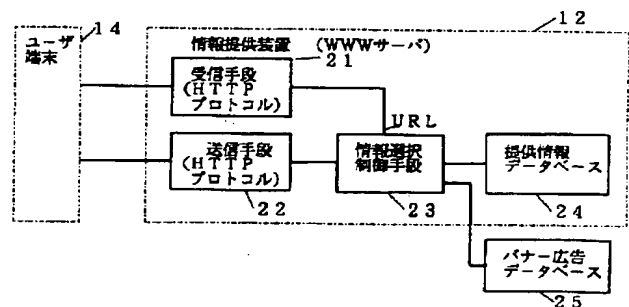 12
14
ユーザ
端末
情報提供装置 (WWWサーバ)
21
受信手段
(HTTP
プロトコル)
URL
送信手段
(HTTP
プロトコル)
情報選択
制御手段
提供情報
データベース
22
23
24
バナー広告
データベース
25